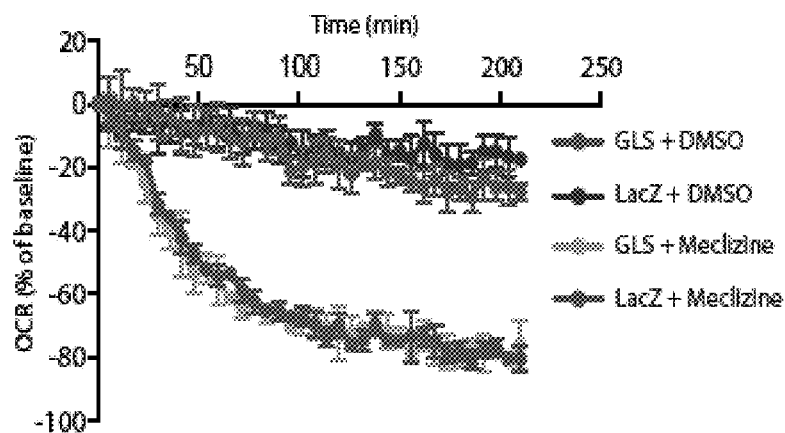 Time (min)
20
50 100 150 200 250
0
-20
-40
-60
-80
-100
OCR (% of baseline)
GLS + DMSO
LacZ + DMSO
GLS + Meclizine
LacZ + Meclizine